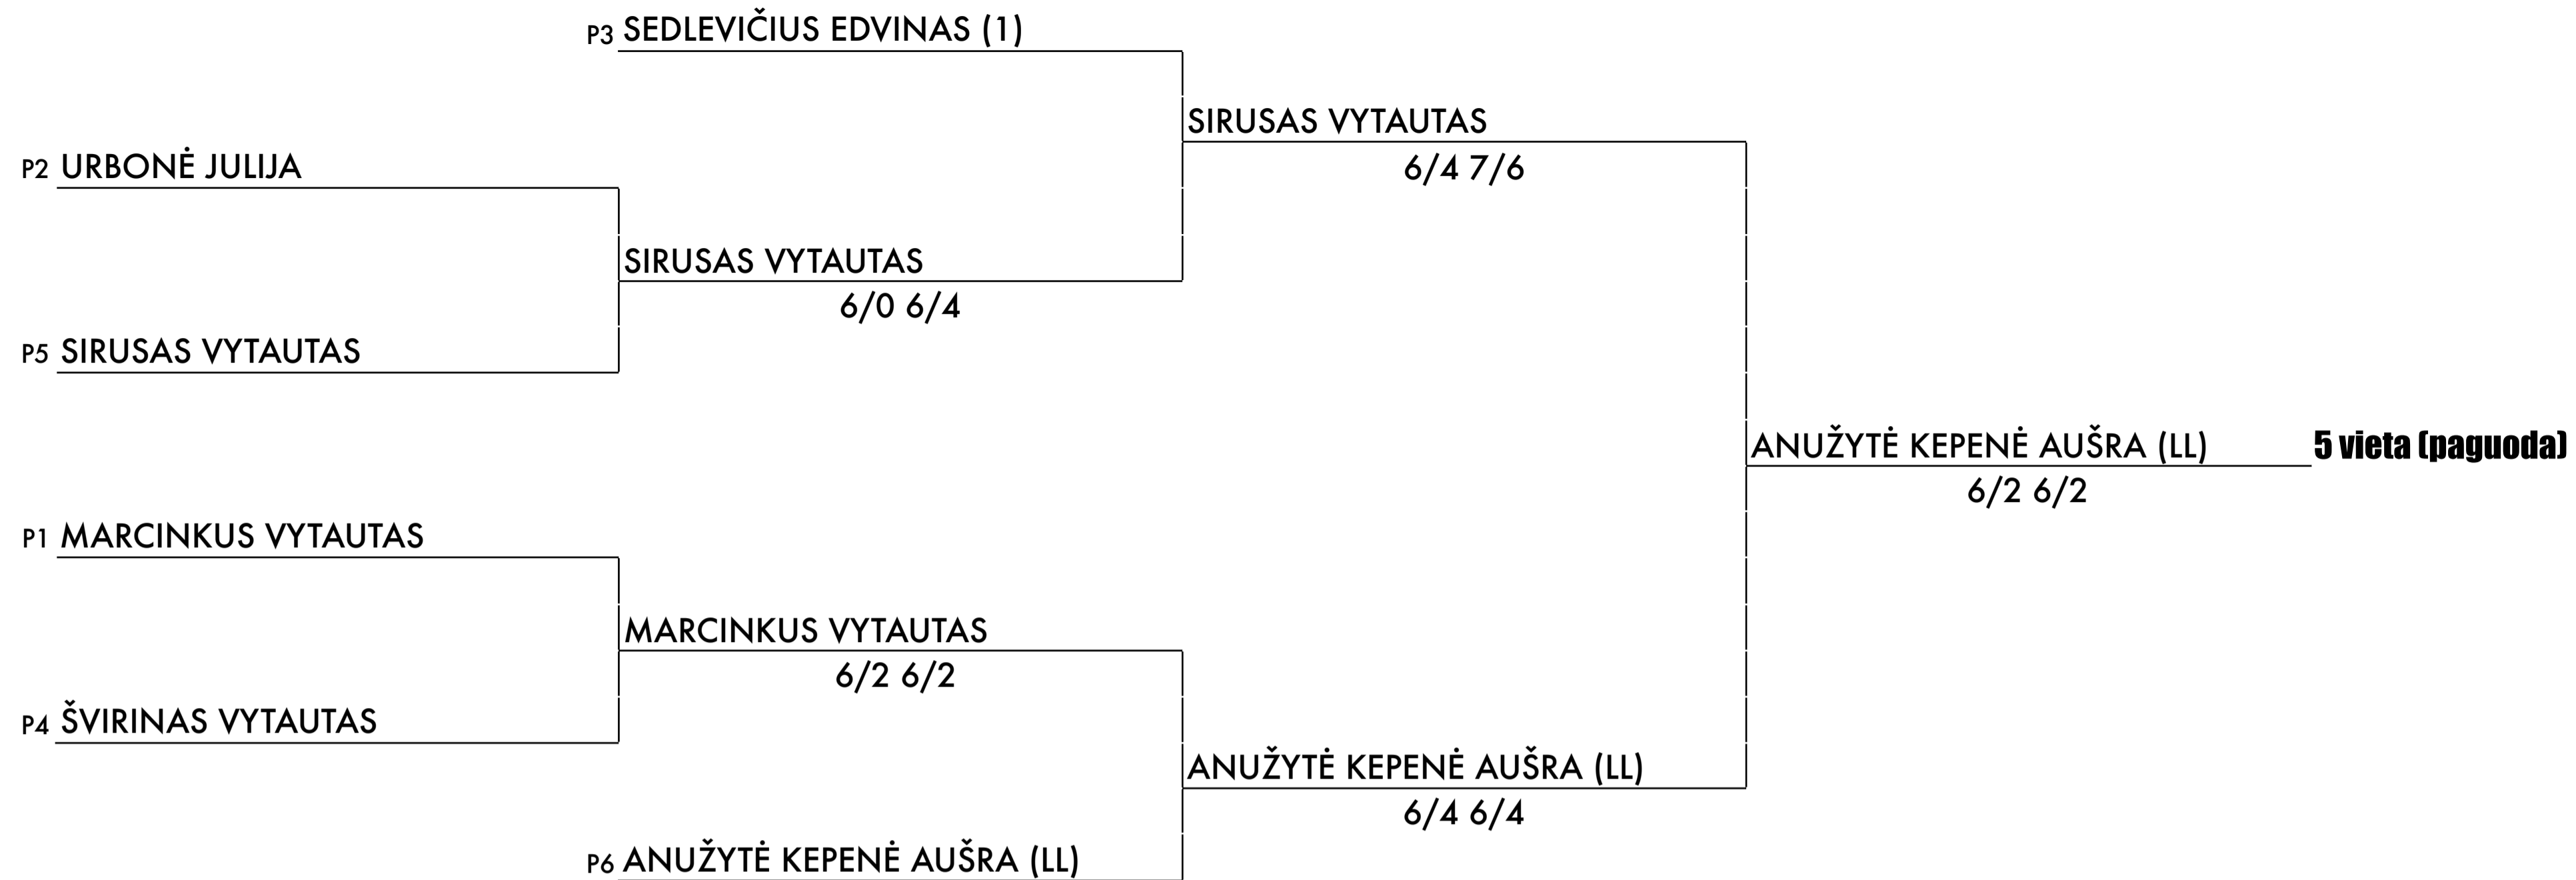 P3 SEDLEVIČIUS EDVINAS (1)
SIRUSAS VYTAUTAS
6/4 7/6
P2 URBONĖ JULIJA
SIRUSAS VYTAUTAS
6/0 6/4
P5 SIRUSAS VYTAUTAS
ANUŽYTĖ KEPENĖ AUŠRA (LL) 5 vieta (paguoda)
6/2 6/2
P1 MARCINKUS VYTAUTAS
MARCINKUS VYTAUTAS
6/2 6/2
P4 ŠVIRINAS VYTAUTAS
ANUŽYTĖ KEPENĖ AUŠRA (LL)
6/4 6/4
P6 ANUŽYTĖ KEPENĖ AUŠRA (LL)